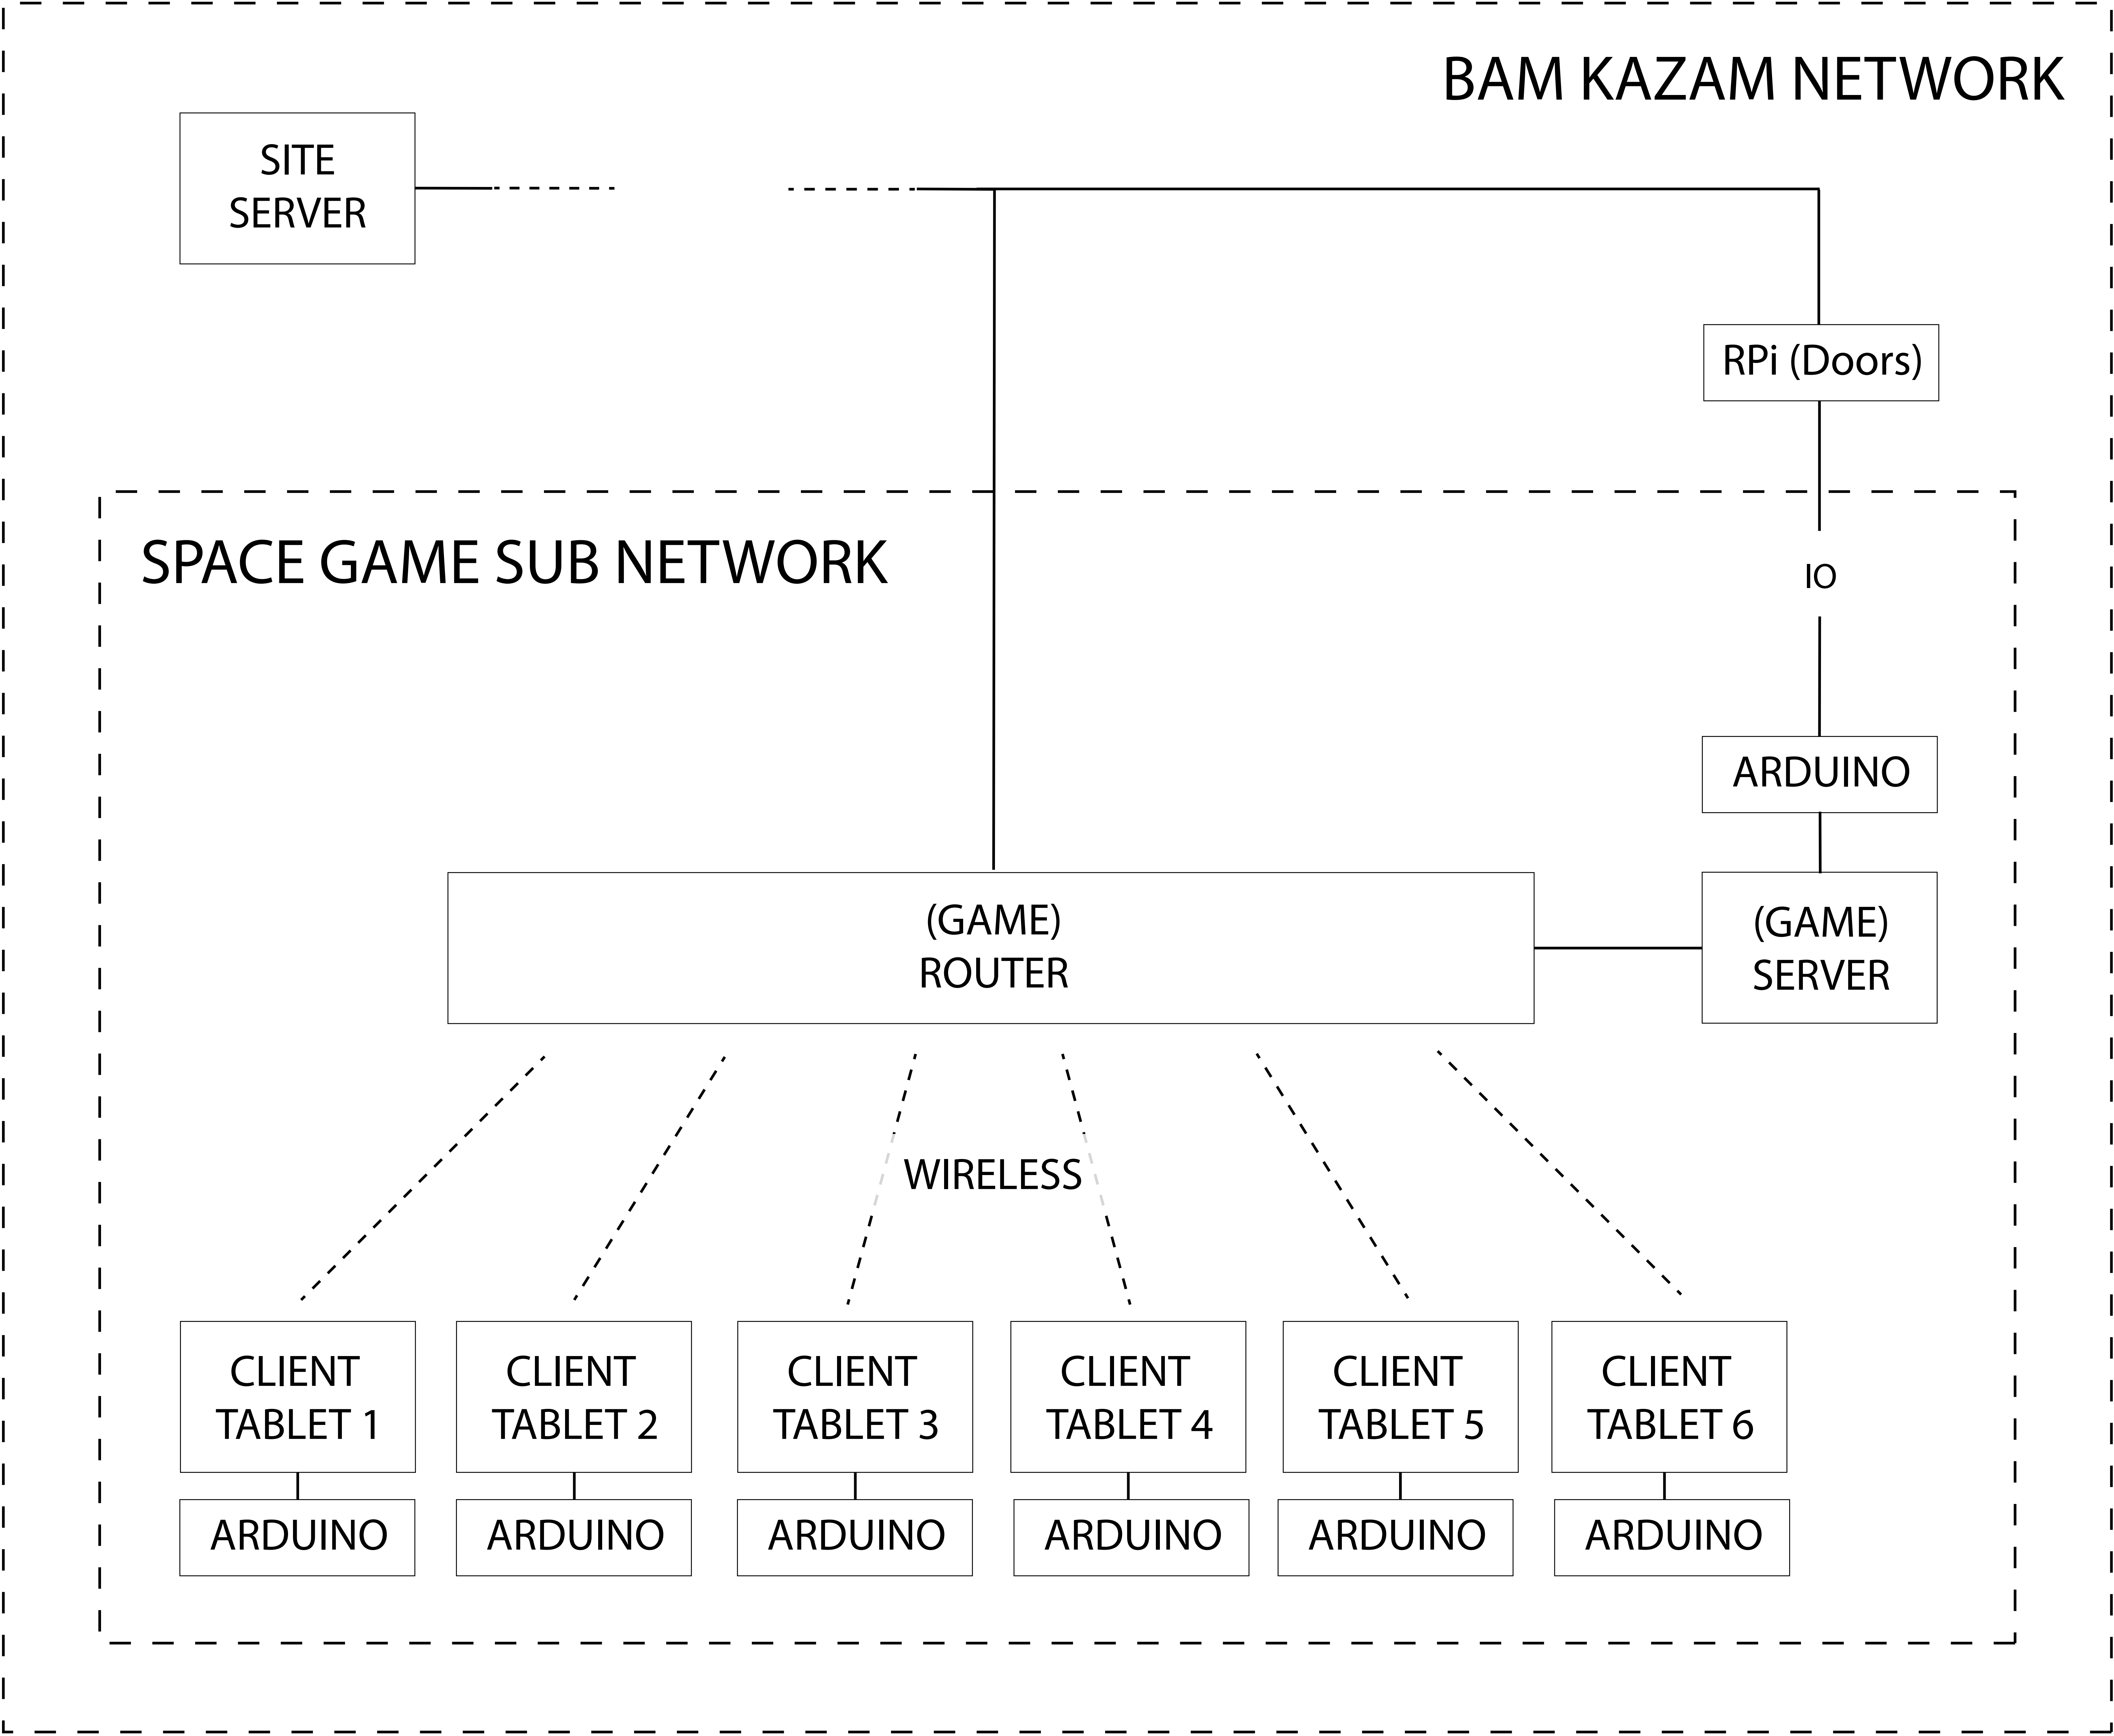 BAM KAZAM NETWORK
SITE
SERVER
RPi (Doors)
SPACE GAME SUB NETWORK
IO
ARDUINO
(GAME)
ROUTER
(GAME)
SERVER
WIRELESS
CLIENT
TABLET 1
CLIENT
TABLET 2
CLIENT
TABLET 3
CLIENT
TABLET 4
CLIENT
TABLET 5
CLIENT
TABLET 6
ARDUINO
ARDUINO
ARDUINO
ARDUINO
ARDUINO
ARDUINO